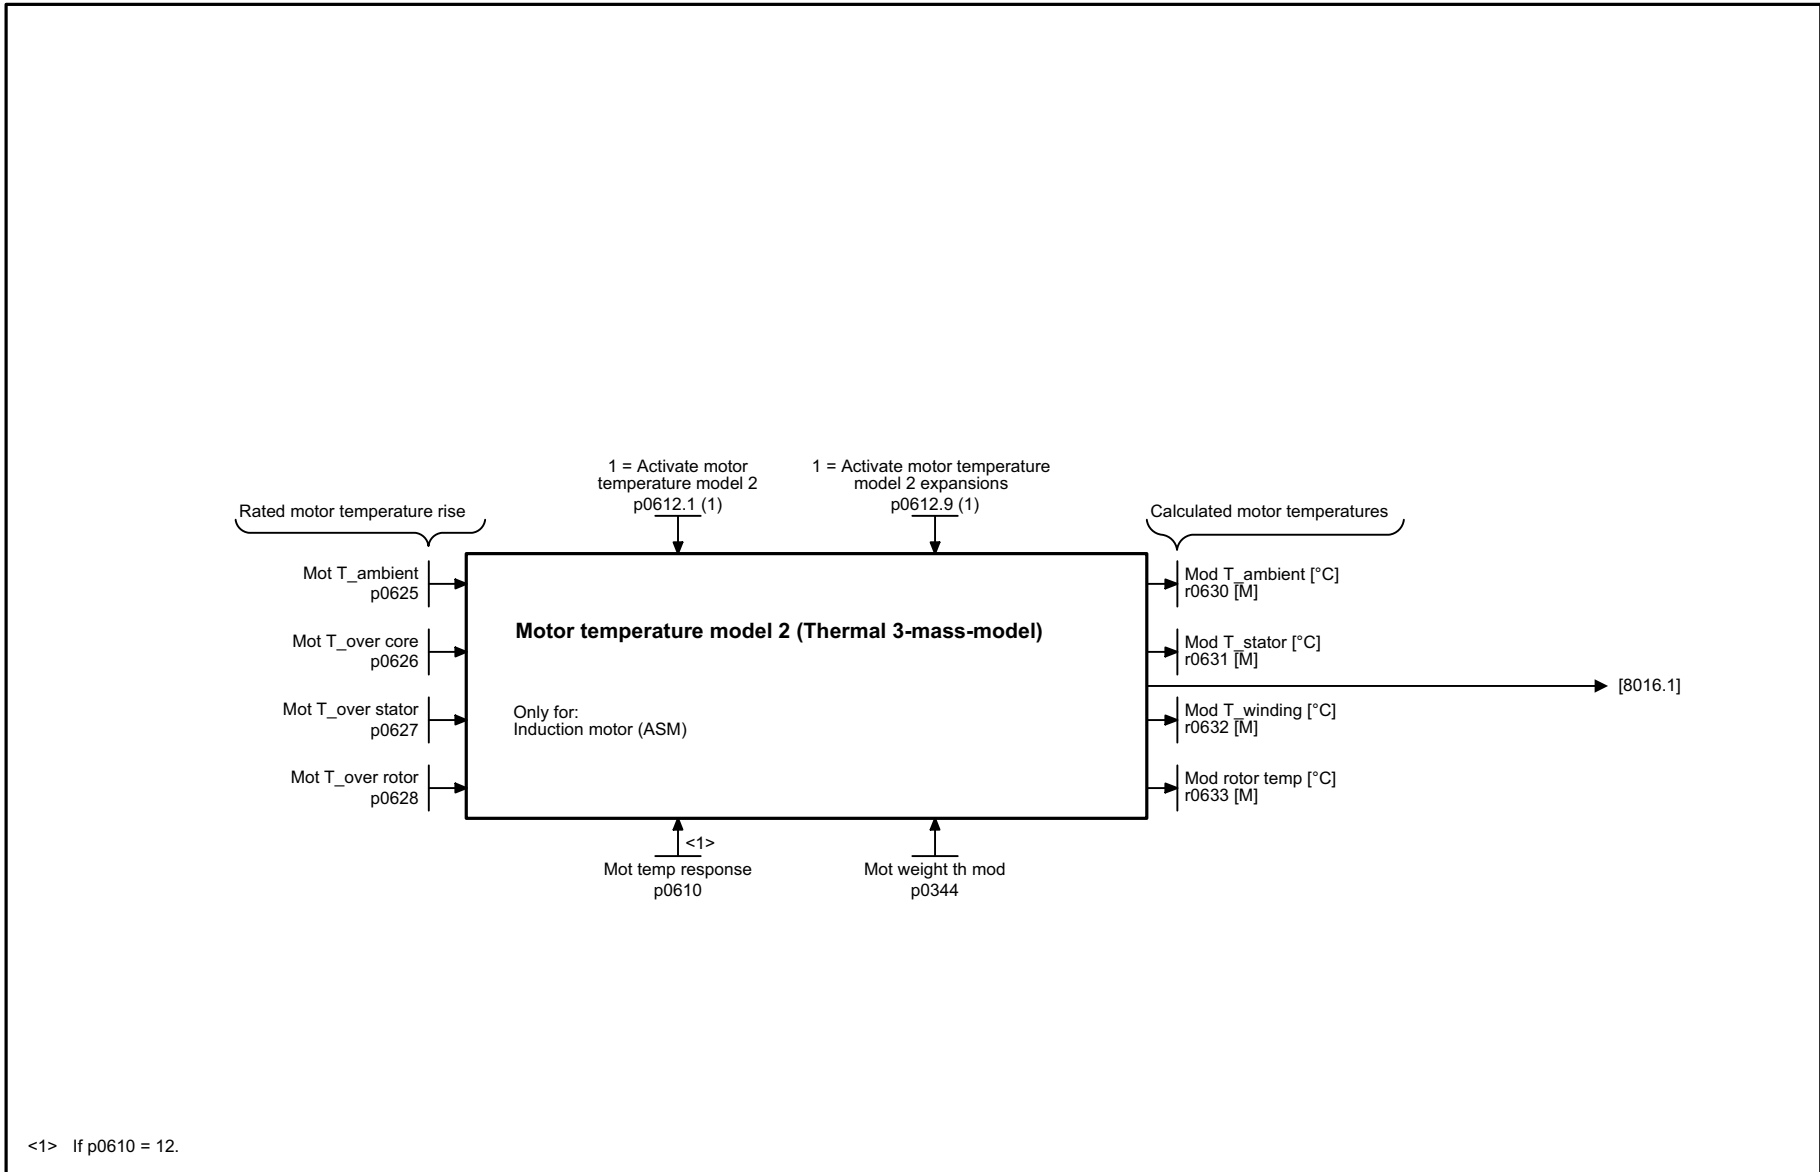 1 = Activate motor
temperature model 2
p0612.1 (1)
1 = Activate motor temperature
model 2 expansions
p0612.9 (1)
Rated motor temperature rise
Calculated motor temperatures
Mot T_ambient
p0625
Mot T_over core
p0626
Mot T_over stator
p0627
Mot T_over rotor
p0628
Motor temperature model 2 (Thermal 3-mass-model)
Only for:
Induction motor (ASM)
Mod T_ambient [°C]
r0630 [M]
Mod T_stator [°C]
r0631 [M]
[8016.1]
Mod T_winding [°C]
r0632 [M]
Mod rotor temp [°C]
r0633 [M]
<1>
Mot temp response
p0610
Mot weight th mod
p0344
<1> If p0610 = 12.